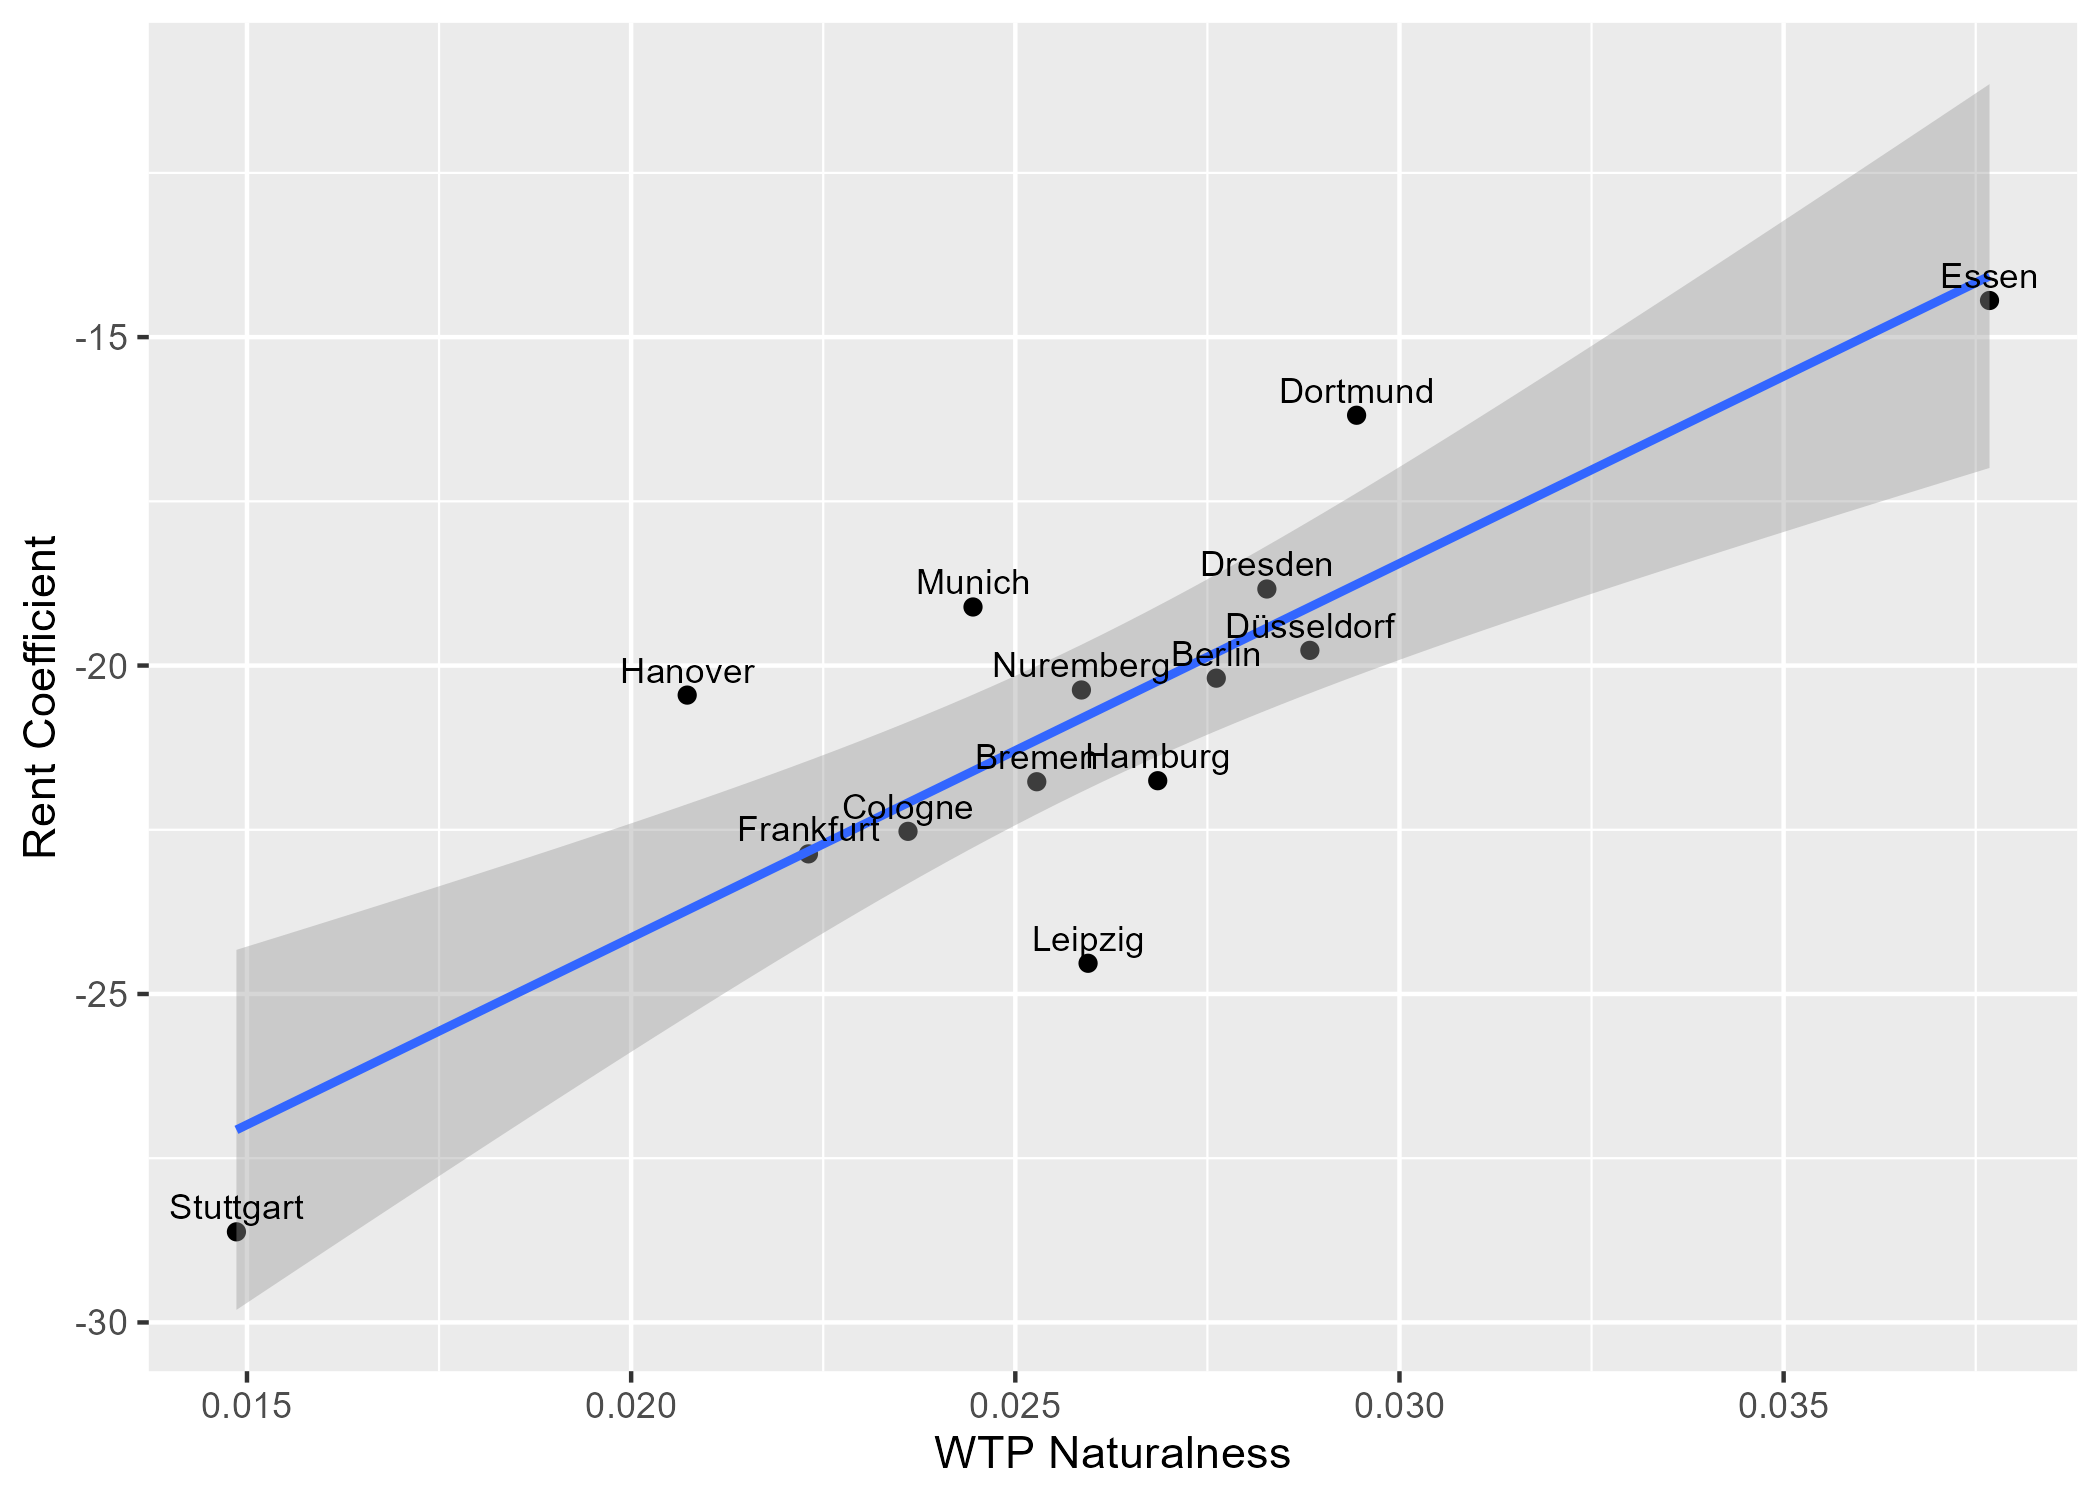 Essen
-15
Dortmund
Dresden
Munich
Düsseldorf
Berlin
-20
Nuremberg
Hanover
Bremen
Hamburg
Cologne
Frankfurt
Leipzig
-25
Stuttgart
-30
Rent Coefficient
0.015 0.020 0.025 0.030 0.035
WTP Naturalness